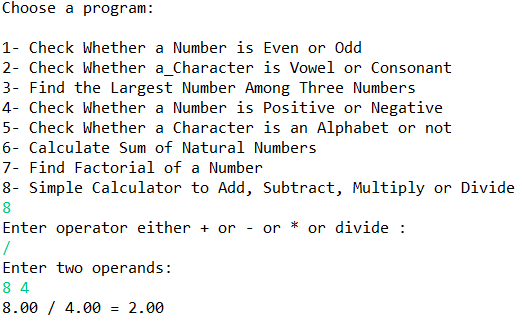 Choose a program:
1- Check Whether a Number is Even or Odd
2- Check Whether a_Character is Vowel or Consonant
3- Find the Largest Number Among Three Numbers
4- Check Whether a Number is Positive or Negative
5- Check Whether a Character is an Alphabet or not
6- Calculate Sum of Natural Numbers
7- Find Factorial of a Number
8- Simple Calculator to Add, Subtract, Multiply or Divide
8
Enter operator either + or - or * or divide :
/
Enter two operands:
8 4
8.00 / 4.00 = 2.00